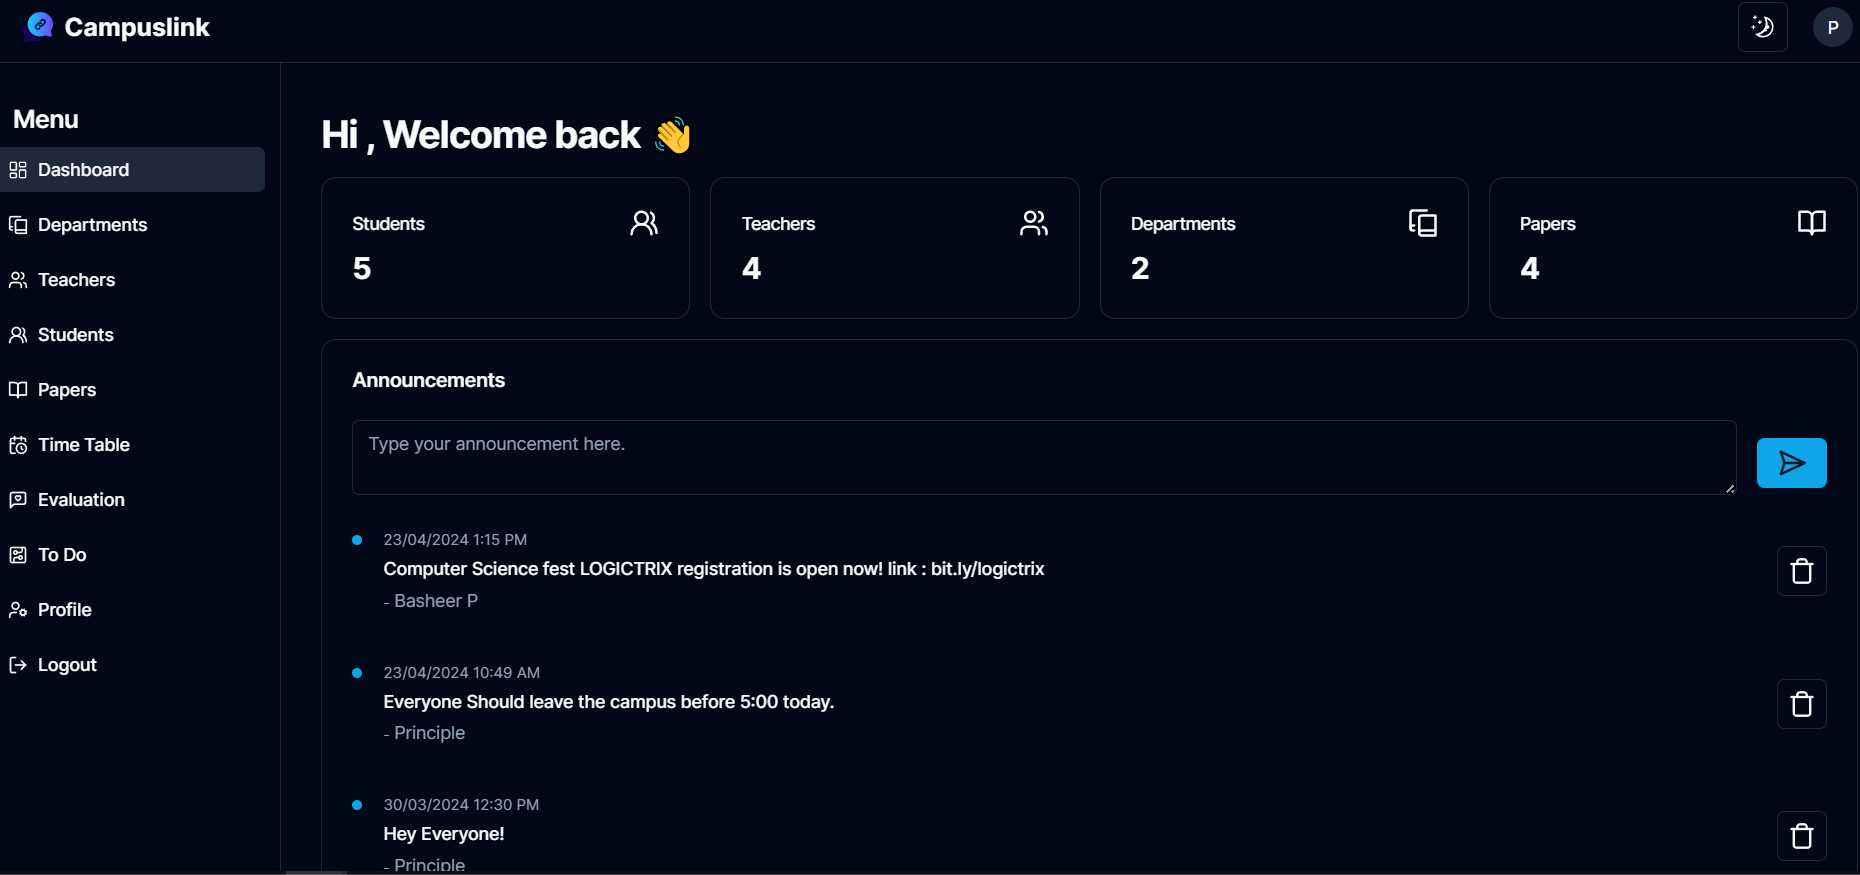 Campuslink
P
Menu
Dashboard
Departments
Teachers
Students
Papers
Time Table
Evaluation
To Do
Profile
Logout
Hi , Welcome back 👋
Students
5
Teachers
4
Departments
2
Papers
4
Announcements
Type your announcement here.
23/04/2024 1:15 PM
Computer Science fest LOGICTRIX registration is open now! link : bit.ly/logictrix
- Basheer P
23/04/2024 10:49 AM
Everyone Should leave the campus before 5:00 today.
- Principle
30/03/2024 12:30 PM
Hey Everyone!
- Principle